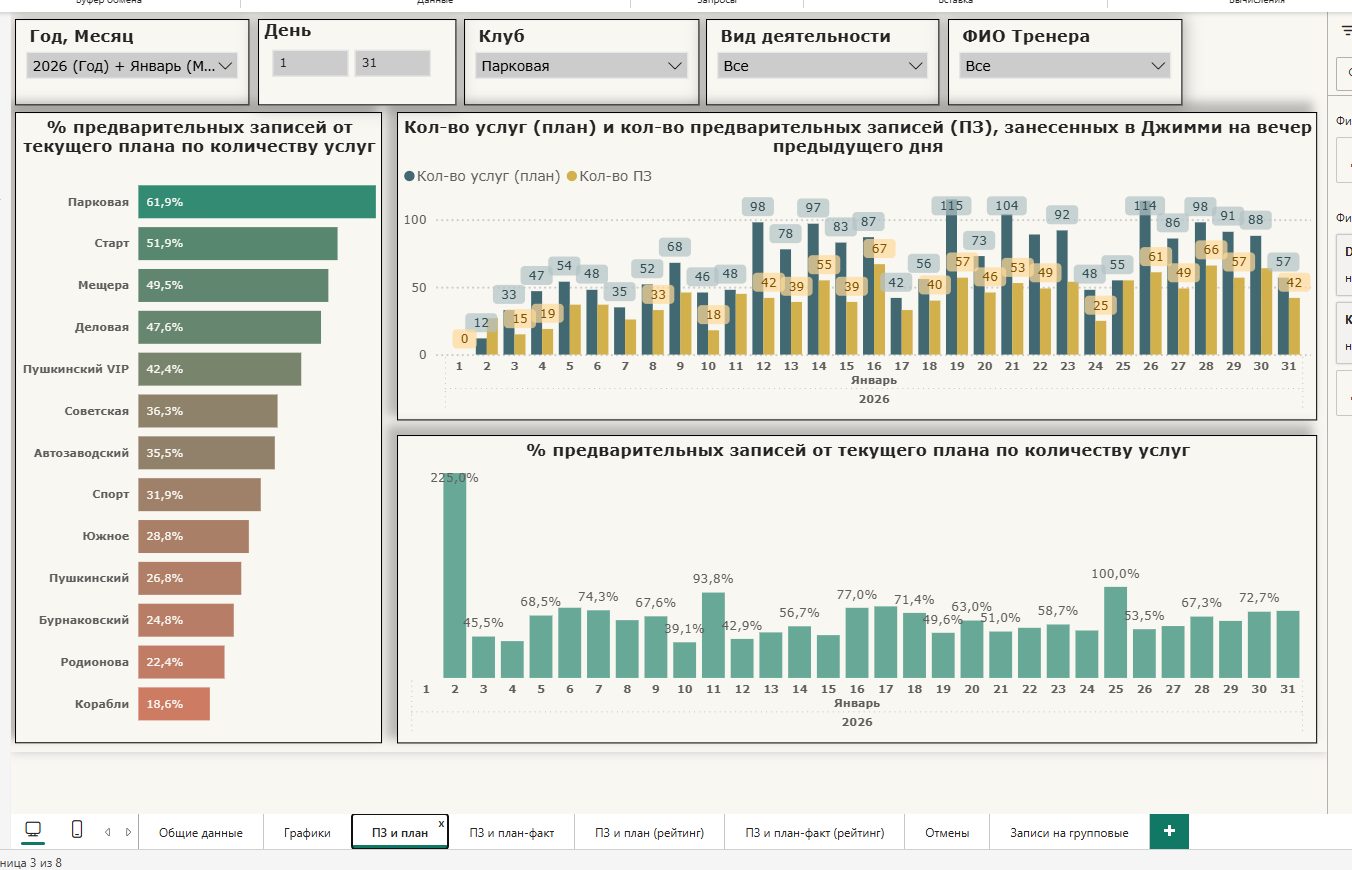 Буфер обмена
Данные
Запросы
Вставка
Вычисления
Год, Месяц
2026 (Год) + Январь (М...
День
1
31
Клуб
Парковая
Вид деятельности
Все
ФИО Тренера
Все
% предварительных записей от
текущего плана по количеству услуг
Парковая 61,9%
Старт 51,9%
Мещера 49,5%
Деловая 47,6%
Пушкинский VIP 42,4%
Советская 36,3%
Автозаводский 35,5%
Спорт 31,9%
Южное 28,8%
Пушкинский 26,8%
Бурнаковский 24,8%
Родионова 22,4%
Корабли 18,6%
Кол-во услуг (план) и кол-во предварительных записей (ПЗ), занесенных в Джимми на вечер
предыдущего дня
Кол-во услуг (план) Кол-во ПЗ
100
50
0
12 33 47 54 48 35 52 68 46 48 98 78 97 83 87 42 56 115 73 104 92 48 55 114 86 98 91 88 57
0 15 19 33 18 42 39 55 39 67 40 57 46 53 49 25 61 49 66 57 42
1 2 3 4 5 6 7 8 9 10 11 12 13 14 15 16 17 18 19 20 21 22 23 24 25 26 27 28 29 30 31
Январь
2026
% предварительных записей от текущего плана по количеству услуг
225,0% 45,5% 68,5% 74,3% 67,6% 39,1% 93,8% 42,9% 56,7% 77,0% 71,4% 49,6% 63,0% 51,0% 58,7% 100,0% 53,5% 67,3% 72,7%
1 2 3 4 5 6 7 8 9 10 11 12 13 14 15 16 17 18 19 20 21 22 23 24 25 26 27 28 29 30 31
Январь
2026
Общие данные
Графики
ПЗ и план
x
ПЗ и план-факт
ПЗ и план (рейтинг)
ПЗ и план-факт (рейтинг)
Отмены
Записи на групповые
+
ница 3 из 8